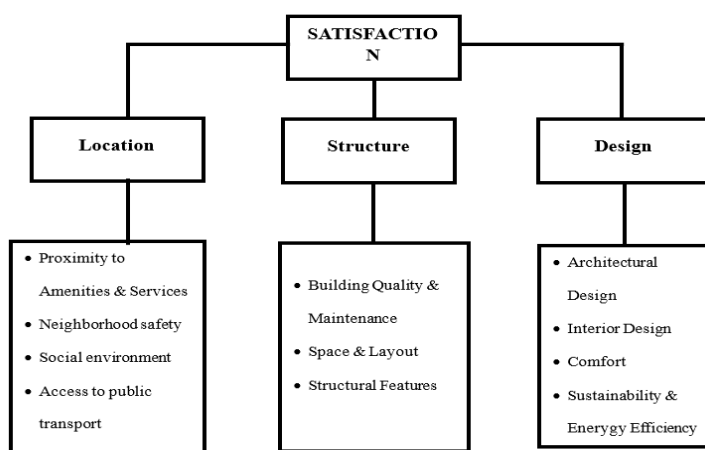 SATISFACTIO
N
Location
Structure
Design
• Proximity to
Amenities & Services
• Neighborhood safety
• Social environment
• Access to public
transport
• Building Quality &
Maintenance
• Space & Layout
• Structural Features
• Architectural
Design
• Interior Design
• Comfort
• Sustainability &
Enerygy Efficiency